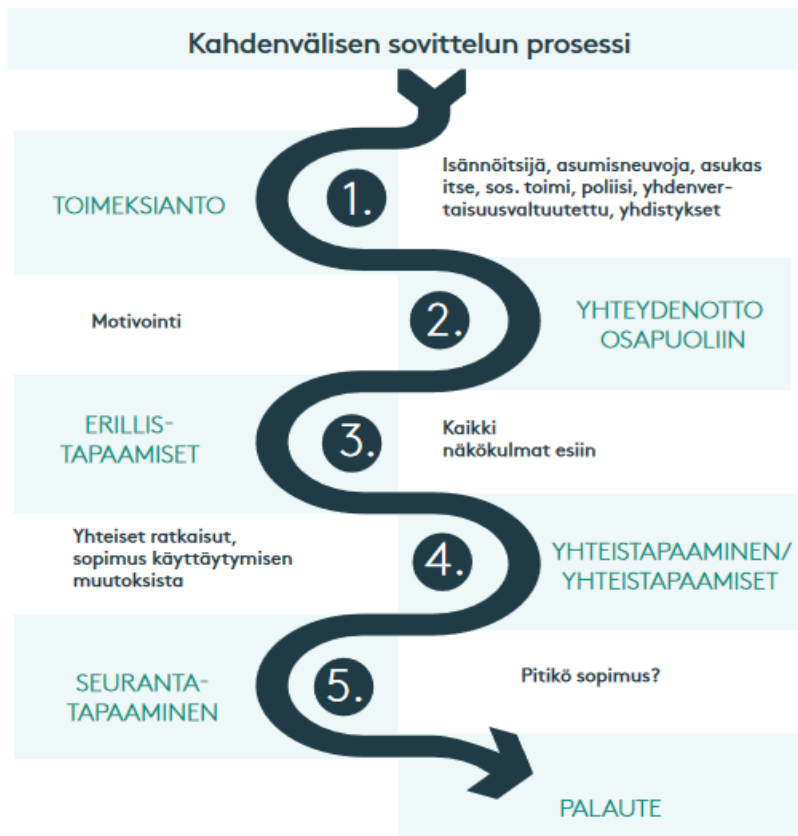 Kahdenvälisen sovittelun prosessi
TOIMEKSIANTO
1.
Isännöitsijä, asumisneuvoja, asukas
itse, sos. toimi, poliisi, yhdenver-
taisuusvaltuutettu, yhdistykset
Motivointi
2.
YHTEYDENOTTO
OSAPUOLIIN
ERILLIS-
TAPAAMISET
3.
Kaikki
näkökulmat esiin
Yhteiset ratkaisut,
sopimus käyttäytymisen
muutoksista
4.
YHTEISTAPAAMINEN/
YHTEISTAPAAMISET
SEURANTA-
TAPAAMINEN
5.
Pitikö sopimus?
PALAUTE